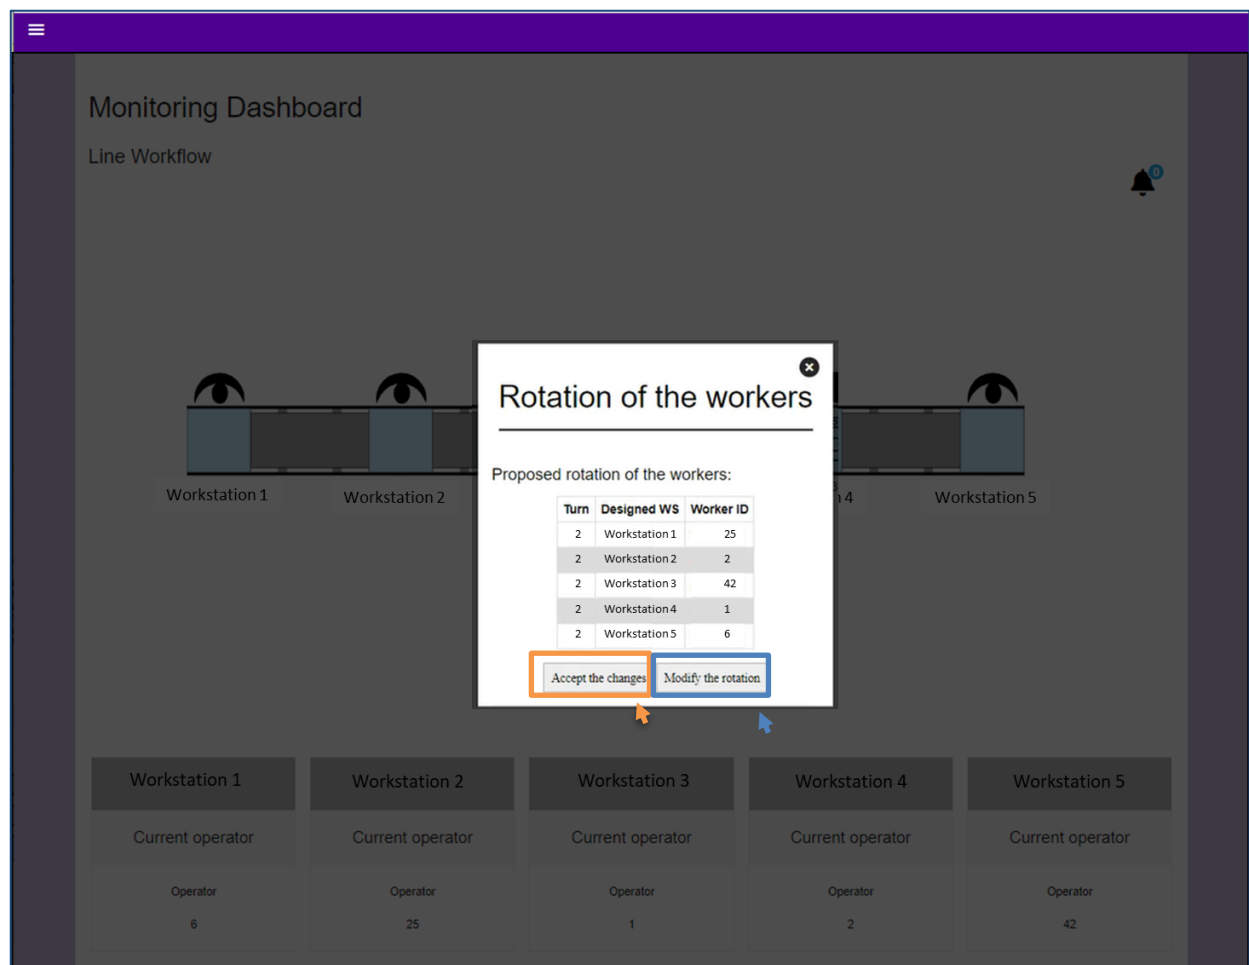 Monitoring Dashboard
Line Workflow
0
Rotation of the workers
Proposed rotation of the workers:
Turn Designed WS Worker ID
2 Workstation 1 25
2 Workstation 2 2
2 Workstation 3 42
2 Workstation 4 1
2 Workstation 5 6
Accept the changes Modify the rotation
Workstation 1 Workstation 2 4 Workstation 5
Workstation 1 Workstation 2 Workstation 3 Workstation 4 Workstation 5
Current operator Current operator Current operator Current operator Current operator
Operator Operator Operator Operator Operator
6 25 1 2 42